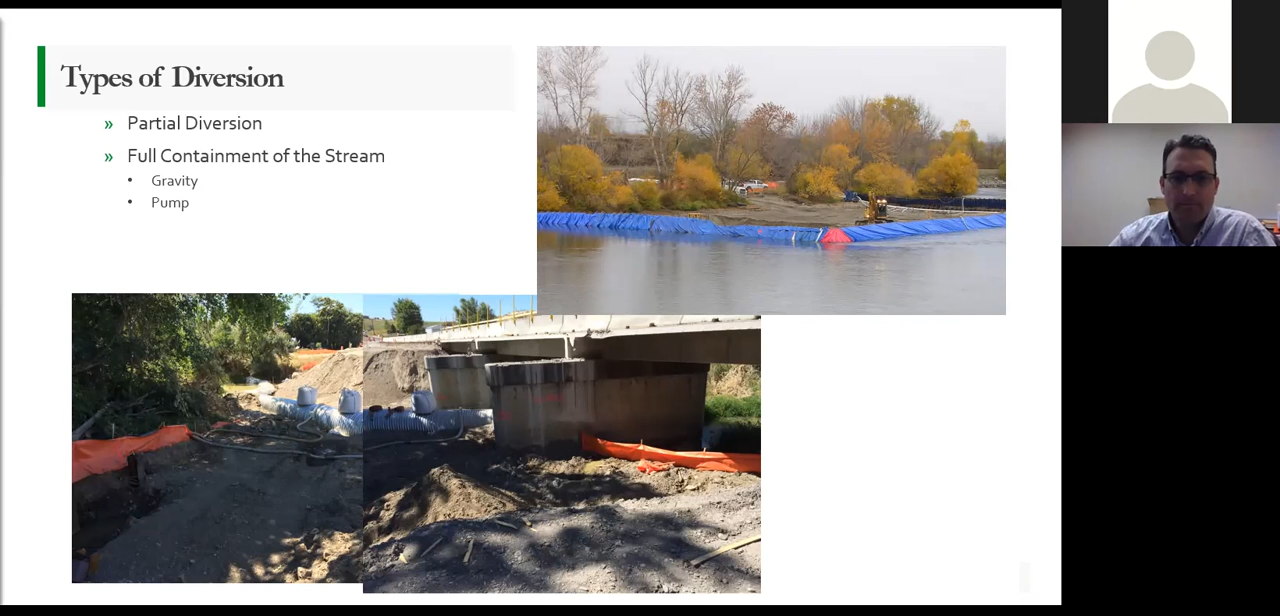 Types of Diversion
» Partial Diversion
» Full Containment of the Stream
• Gravity
• Pump